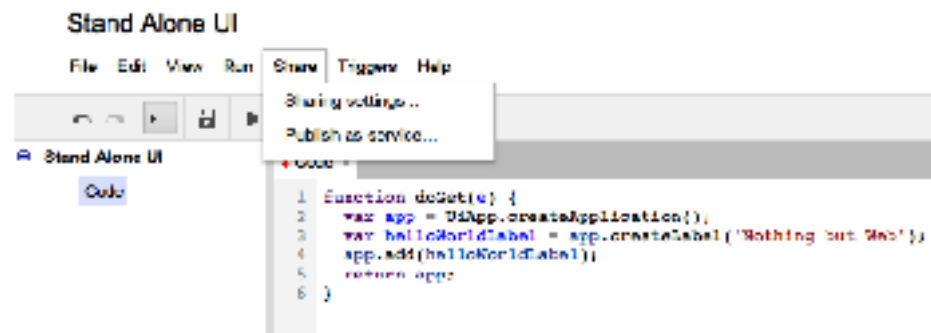 Stand Alone UI
File Edit View Run Share Triggers Help
Sharing settings...
Publish as service...
Stand Alone UI
Code
Code
1 function doGet(e) {
2 var app = UiApp.createApplication();
3 var helloWorldLabel = app.createLabel('Nothing but Web');
4 app.add(helloWorldLabel);
5 return app;
6 }